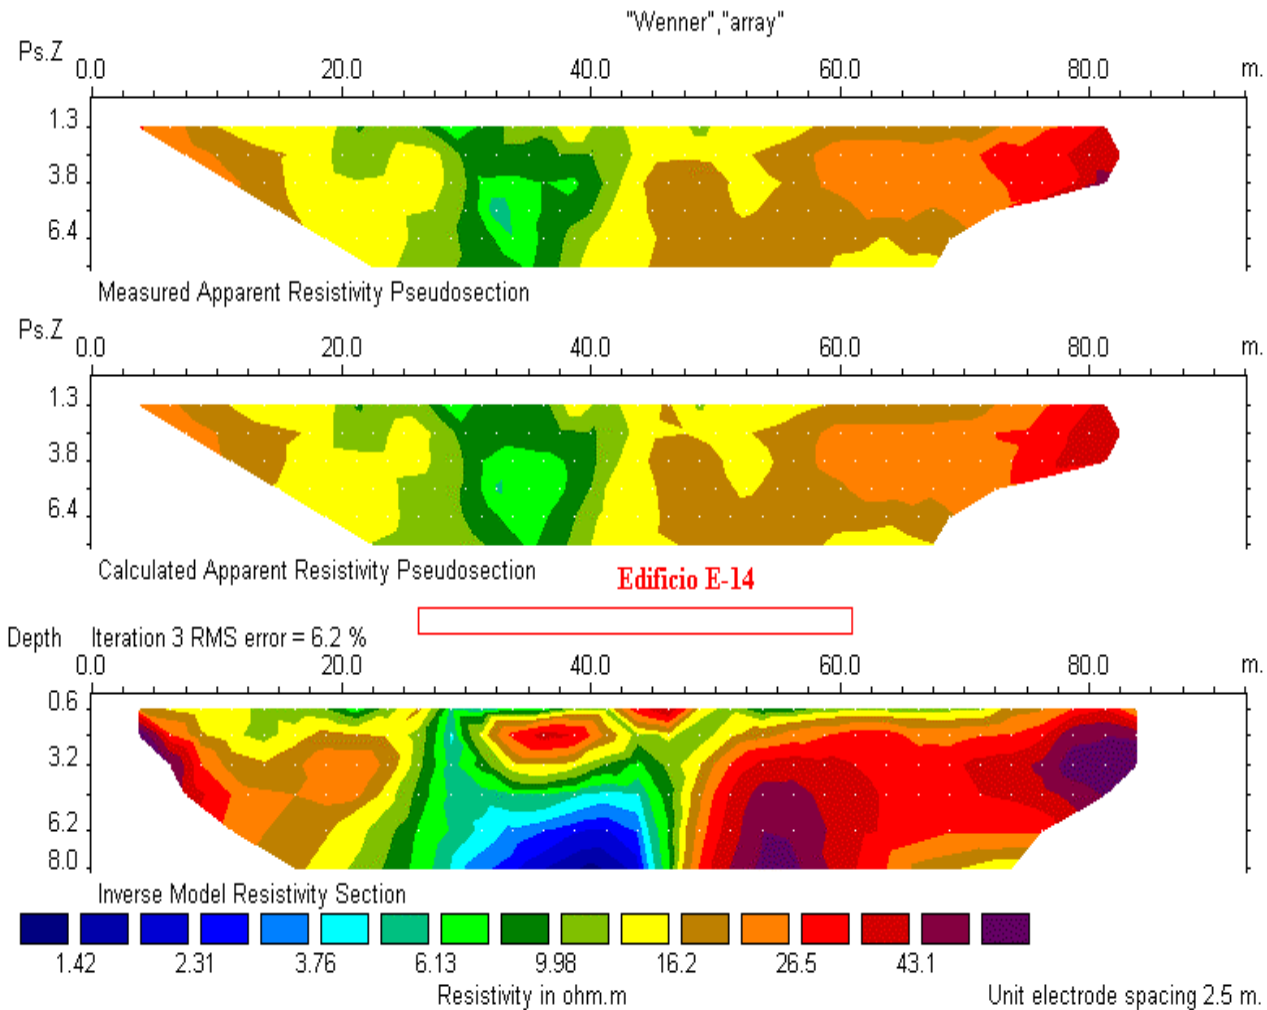 "Wenner","array"
Ps.Z
0.0 20.0 40.0 60.0 80.0 m.
1.3
3.8
6.4
Measured Apparent Resistivity Pseudosection
Ps.Z
0.0 20.0 40.0 60.0 80.0 m.
1.3
3.8
6.4
Calculated Apparent Resistivity Pseudosection
Edificio E-14
Depth Iteration 3 RMS error = 6.2 %
0.0 20.0 40.0 60.0 80.0 m.
0.6
3.2
6.2
8.0
Inverse Model Resistivity Section
1.42 2.31 3.76 6.13 9.98 16.2 26.5 43.1
Resistivity in ohm.m
Unit electrode spacing 2.5 m.